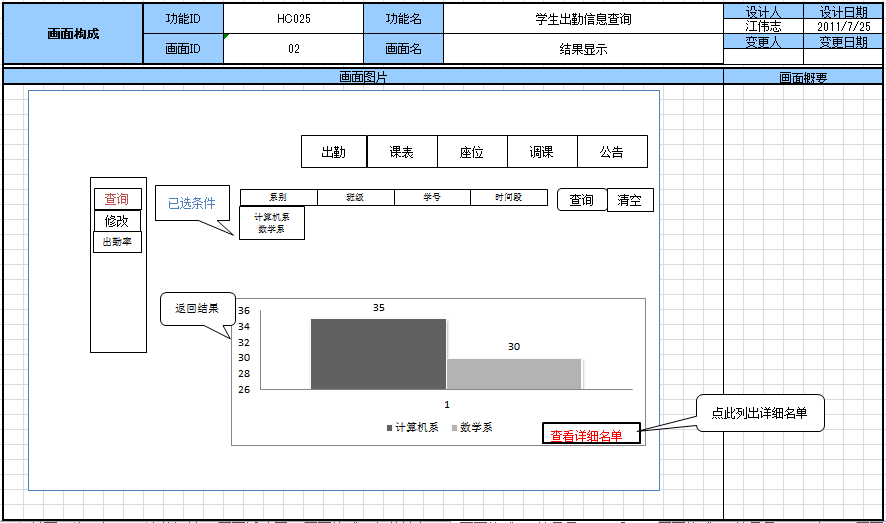 画面构成
功能ID
HC025
功能名
学生出勤信息查询
设计人
设计日期
江伟志
2011/7/25
画面ID
02
画面名
结果显示
变更人
变更日期
画面图片
画面概要
出勤
课表
座位
调课
公告
查询
修改
出勤率
已选条件
系别
班级
学号
时间段
查询
清空
计算机系
数学系
返回结果
36
34
32
30
28
26
35
30
1
计算机系
数学系
查看详细名单
点此列出详细名单